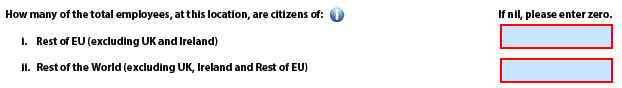 How many of the total employees, at this location, are citizens of: If nil, please enter zero.
i. Rest of EU (excluding UK and Ireland)
ii. Rest of the World (excluding UK, Ireland and Rest of EU)